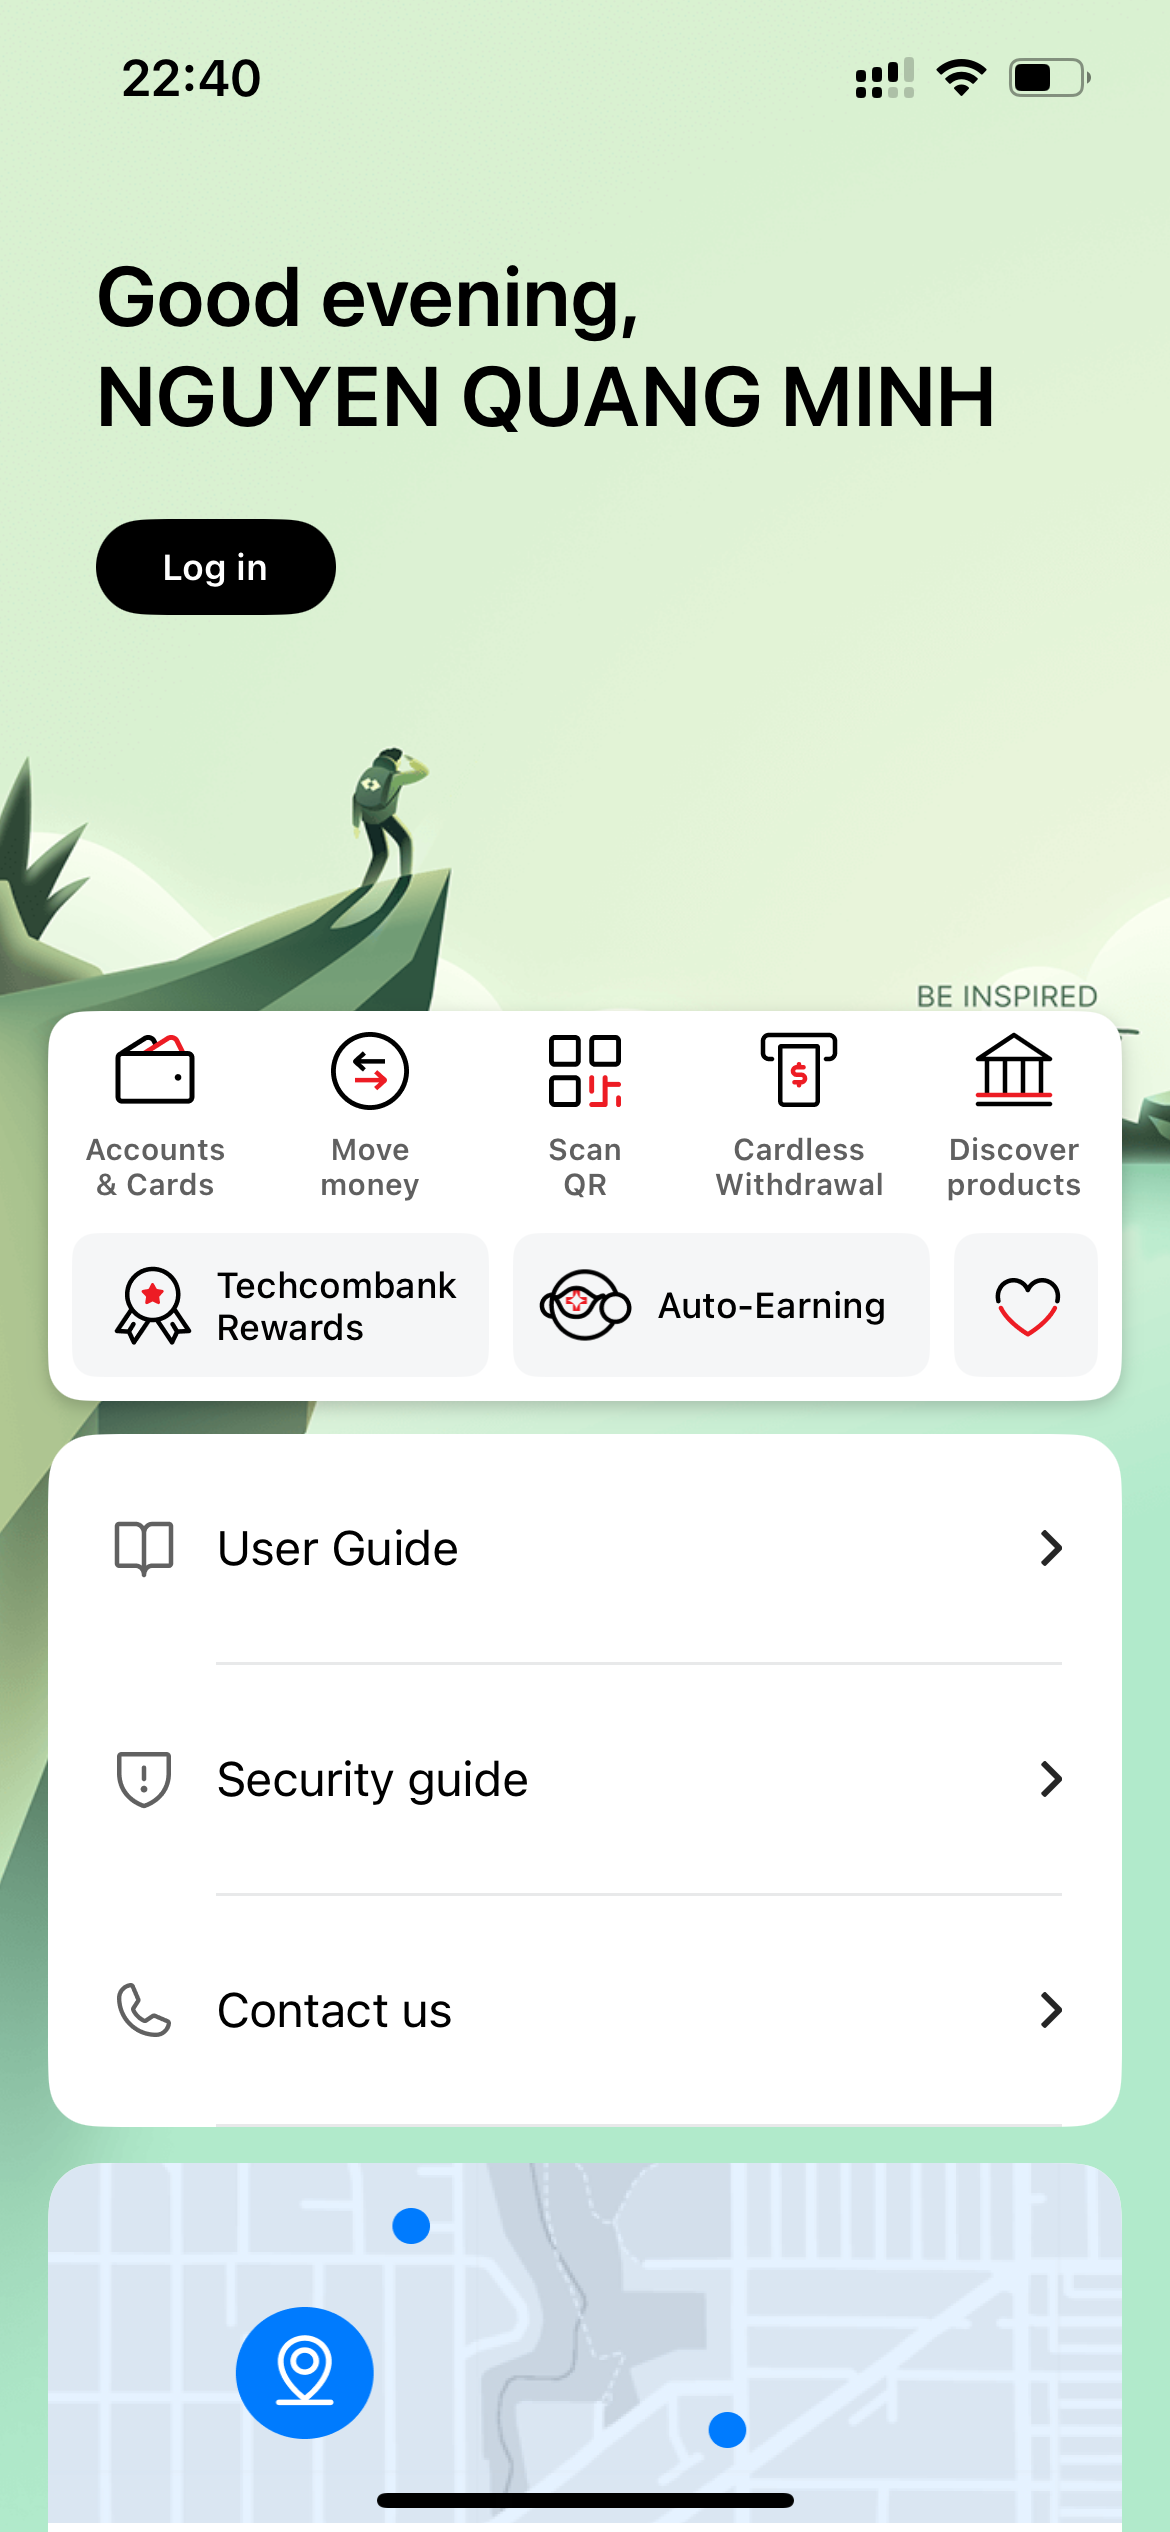 22:40
Good evening,
NGUYEN QUANG MINH
Log in
BE INSPIRED
Accounts
& Cards
Move
money
Scan
QR
Cardless
Withdrawal
Discover
products
Techcombank
Rewards
Auto-Earning
User Guide
Security guide
Contact us